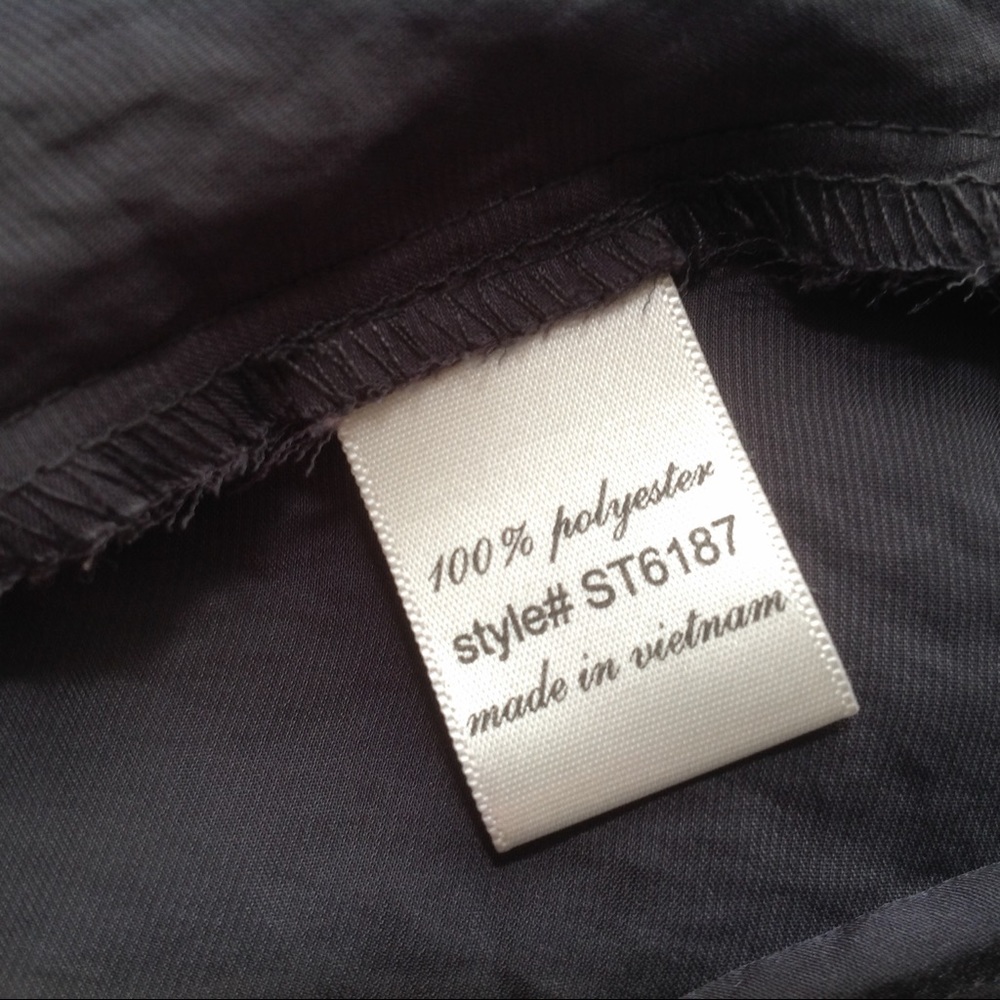 100% polyester
style# ST6187
made in vietnam